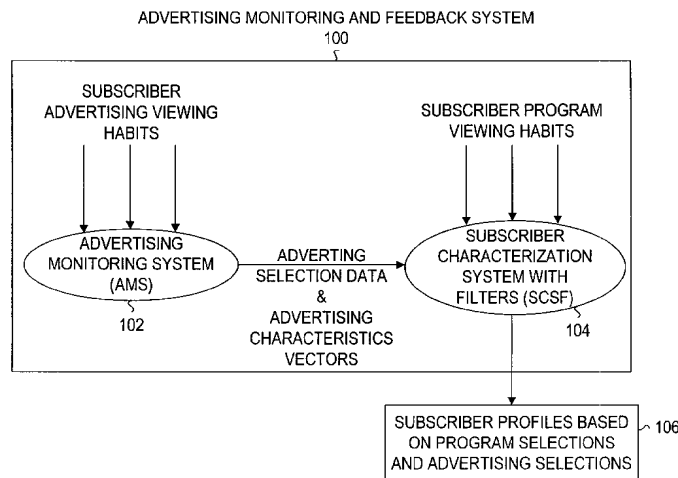 ADVERTISING MONITORING AND FEEDBACK SYSTEM
100
SUBSCRIBER
ADVERTISING VIEWING
HABITS
SUBSCRIBER PROGRAM
VIEWING HABITS
ADVERTISING
MONITORING SYSTEM
(AMS)
102
ADVERTING
SELECTION DATA
&
ADVERTISING
CHARACTERISTICS
VECTORS
SUBSCRIBER
CHARACTERIZATION
SYSTEM WITH
FILTERS (SCSF)
104
SUBSCRIBER PROFILES BASED
ON PROGRAM SELECTIONS
AND ADVERTISING SELECTIONS
106